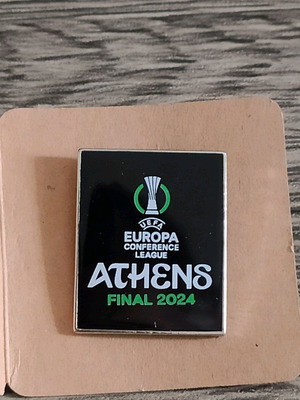 UEFA
EUROPA
CONFERENCE
LEAGUE
ATHENS
FINAL 2024